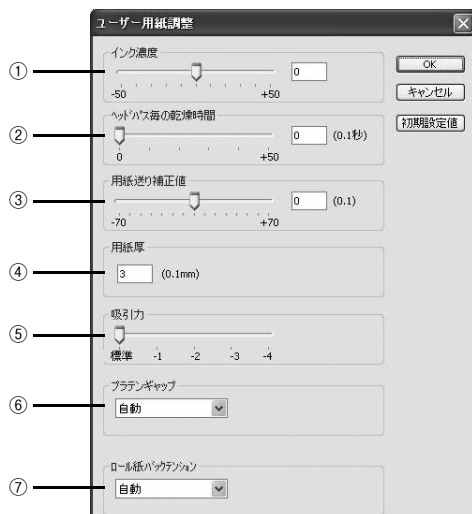 ユーザー用紙調整
① インク濃度
0
-50 +50
OK
キャンセル
初期設定値
② ヘッドパス毎の乾燥時間
0 (0.1秒)
0 +50
③ 用紙送り補正値
0 (0.1)
-70 +70
④ 用紙厚
3 (0.1mm)
⑤ 吸引力
標準 -1 -2 -3 -4
⑥ プラテンギャップ
自動
⑦ ロール紙バックテンション
自動